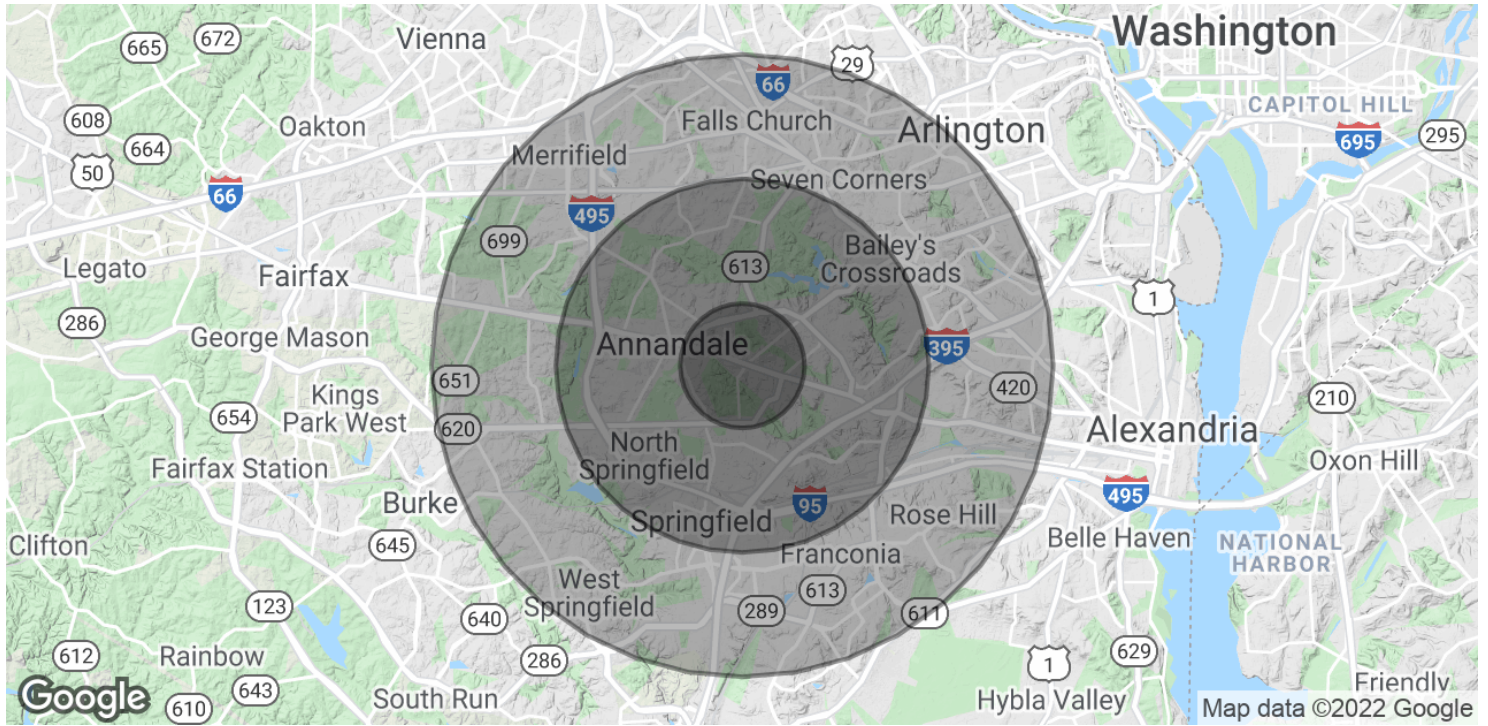 665
672
Vienna
29
Washington
66
CAPITOL HILL
608
Oakton
Falls Church
Arlington
695
295
664
Merrifield
50
Seven Corners
66
495
699
Bailey's
Crossroads
Legato
Fairfax
613
1
286
George Mason
Annandale
395
651
420
Kings
Park West
210
654
620
Alexandria
North
Springfield
Fairfax Station
Oxon Hill
Burke
95
495
Springfield
Rose Hill
Clifton
645
Franconia
Belle Haven
NATIONAL
HARBOR
West
Springfield
613
123
640
289
611
612
Rainbow
286
1
629
643
South Run
Hybla Valley
Friendly
610
Google
Map data ©2022 Google